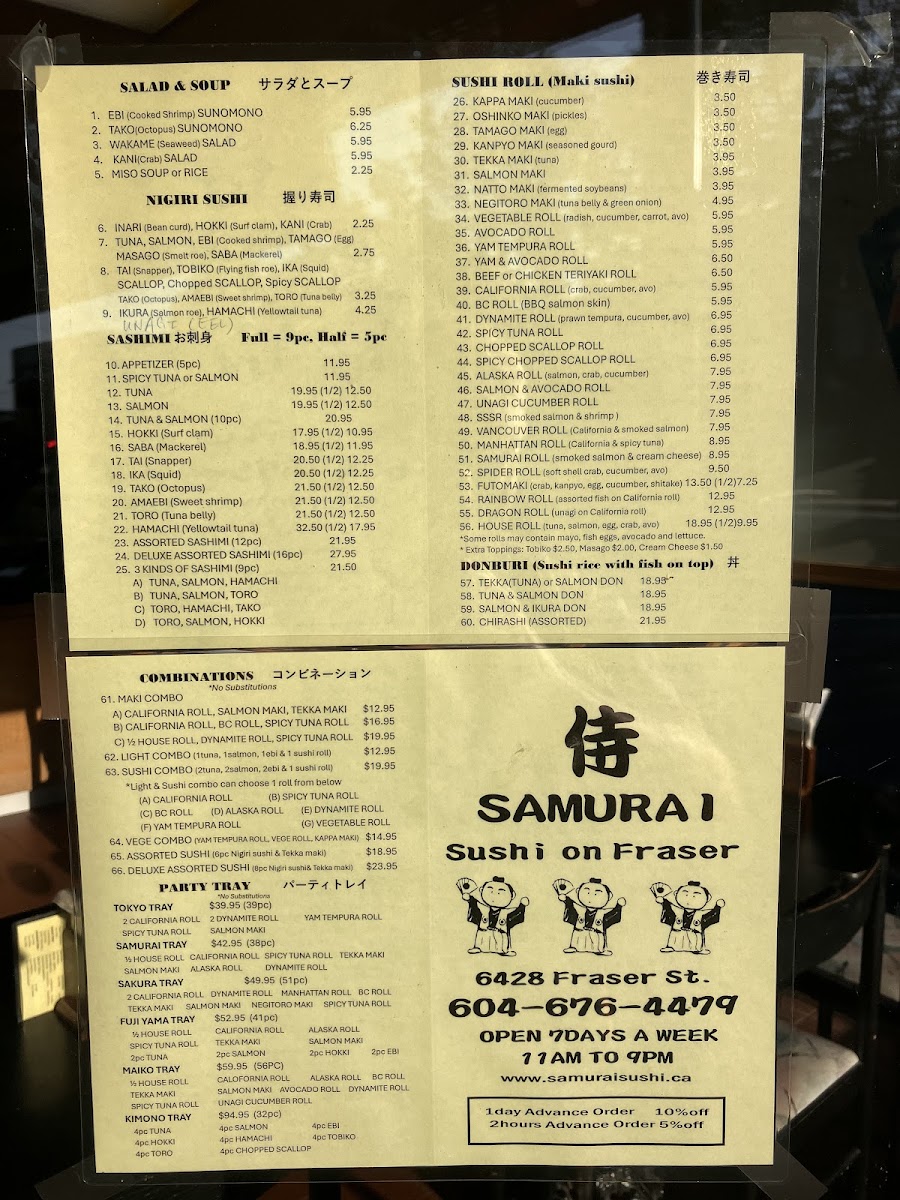 SALAD & SOUP サラダとスープ
1. EBI (Cooked Shrimp) SUNOMONO 5.95
2. TAKO(Octopus) SUNOMONO 6.25
3. WAKAME (Seaweed) SALAD 5.95
4. KANI(Crab) SALAD 5.95
5. MISO SOUP or RICE 2.25
NIGIRI SUSHI 握り寿司
6. INARI (Bean curd), HOKKI (Surf clam), KANI (Crab) 2.25
7. TUNA, SALMON, EBI (Cooked shrimp), TAMAGO (Egg)
MASAGO (Smelt roe), SABA (Mackerel) 2.75
8. TAI (Snapper), TOBIKO (Flying fish roe), IKA (Squid)
SCALLOP, Chopped SCALLOP, Spicy SCALLOP
TAKO (Octopus), AMAEBI (Sweet shrimp), TORO (Tuna belly) 3.25
9. IKURA (Salmon roe), HAMACHI (Yellowtail tuna) 4.25
UNAGI (EEL)
SASHIMI お刺身 Full = 9pc, Half = 5pc
10. APPETIZER (5pc) 11.95
11. SPICY TUNA or SALMON 11.95
12. TUNA 19.95 (1/2) 12.50
13. SALMON 19.95 (1/2) 12.50
14. TUNA & SALMON (10pc) 20.95
15. HOKKI (Surf clam) 17.95 (1/2) 10.95
16. SABA (Mackerel) 18.95 (1/2) 11.95
17. TAI (Snapper) 20.50 (1/2) 12.25
18. IKA (Squid) 20.50 (1/2) 12.25
19. TAKO (Octopus) 21.50 (1/2) 12.50
20. AMAEBI (Sweet shrimp) 21.50 (1/2) 12.50
21. TORO (Tuna belly) 21.50 (1/2) 12.50
22. HAMACHI (Yellowtail tuna) 32.50 (1/2) 17.95
23. ASSORTED SASHIMI (12pc) 21.95
24. DELUXE ASSORTED SASHIMI (16pc) 27.95
25. 3 KINDS OF SASHIMI (9pc) 21.50
A) TUNA, SALMON, HAMACHI
B) TUNA, SALMON, TORO
C) TORO, HAMACHI, TAKO
D) TORO, SALMON, HOKKI
SUSHI ROLL (Maki sushi) 巻き寿司
26. KAPPA MAKI (cucumber) 3.50
27. OSHINKO MAKI (pickles) 3.50
28. TAMAGO MAKI (egg) 3.50
29. KANPYO MAKI (seasoned gourd) 3.50
30. TEKKA MAKI (tuna) 3.95
31. SALMON MAKI 3.95
32. NATTO MAKI (fermented soybeans) 3.95
33. NEGITORO MAKI (tuna belly & green onion) 4.95
34. VEGETABLE ROLL (radish, cucumber, carrot, avo) 5.95
35. AVOCADO ROLL 5.95
36. YAM TEMPURA ROLL 5.95
37. YAM & AVOCADO ROLL 6.50
38. BEEF or CHICKEN TERIYAKI ROLL 6.50
39. CALIFORNIA ROLL (crab, cucumber, avo) 5.95
40. BC ROLL (BBQ salmon skin) 5.95
41. DYNAMITE ROLL (prawn tempura, cucumber, avo) 6.95
42. SPICY TUNA ROLL 6.95
43. CHOPPED SCALLOP ROLL 6.95
44. SPICY CHOPPED SCALLOP ROLL 6.95
45. ALASKA ROLL (salmon, crab, cucumber) 7.95
46. SALMON & AVOCADO ROLL 7.95
47. UNAGI CUCUMBER ROLL 7.95
48. SSSR (smoked salmon & shrimp ) 7.95
49. VANCOUVER ROLL (California & smoked salmon) 7.95
50. MANHATTAN ROLL (California & spicy tuna) 8.95
51. SAMURAI ROLL (smoked salmon & cream cheese) 8.95
52. SPIDER ROLL (soft shell crab, cucumber, avo) 9.50
53. FUTOMAKI (crab, kanpyo, egg, cucumber, shitake) 13.50 (1/2)7.25
54. RAINBOW ROLL (assorted fish on California roll) 12.95
55. DRAGON ROLL (unagi on California roll) 12.95
56. HOUSE ROLL (tuna, salmon, egg, crab, avo) 18.95 (1/2)9.95
*Some rolls may contain mayo, fish eggs, avocado and lettuce.
* Extra Toppings: Tobiko $2.50, Masago $2.00, Cream Cheese $1.50
DONBURI (Sushi rice with fish on top) 丼
57. TEKKA(TUNA) or SALMON DON 18.95
58. TUNA & SALMON DON 18.95
59. SALMON & IKURA DON 18.95
60. CHIRASHI (ASSORTED) 21.95
COMBINATIONS コンビネーション
*No Substitutions
61. MAKI COMBO
A) CALIFORNIA ROLL, SALMON MAKI, TEKKA MAKI $12.95
B) CALIFORNIA ROLL, BC ROLL, SPICY TUNA ROLL $16.95
C) ½ HOUSE ROLL, DYNAMITE ROLL, SPICY TUNA ROLL $19.95
62. LIGHT COMBO (1tuna, 1salmon, 1ebi & 1 sushi roll) $12.95
63. SUSHI COMBO (2tuna, 2salmon, 2ebi & 1 sushi roll) $19.95
*Light & Sushi combo can choose 1 roll from below
(A) CALIFORNIA ROLL (B) SPICY TUNA ROLL
(C) BC ROLL (D) ALASKA ROLL (E) DYNAMITE ROLL
(F) YAM TEMPURA ROLL (G) VEGETABLE ROLL
64. VEGE COMBO (YAM TEMPURA ROLL, VEGE ROLL, KAPPA MAKI) $14.95
65. ASSORTED SUSHI (6pc Nigiri sushi & Tekka maki) $18.95
66. DELUXE ASSORTED SUSHI (8pc Nigiri sushi& Tekka maki) $23.95
PARTY TRAY パーティトレイ
*No Substitutions
TOKYO TRAY $39.95 (39pc)
2 CALIFORNIA ROLL 2 DYNAMITE ROLL YAM TEMPURA ROLL
SPICY TUNA ROLL SALMON MAKI
SAMURAI TRAY $42.95 (38pc)
½ HOUSE ROLL CALIFORNIA ROLL SPICY TUNA ROLL TEKKA MAKI
SALMON MAKI ALASKA ROLL DYNAMITE ROLL
SAKURA TRAY $49.95 (51pc)
2 CALIFORNIA ROLL DYNAMITE ROLL MANHATTAN ROLL BC ROLL
TEKKA MAKI SALMON MAKI NEGITORO MAKI SPICY TUNA ROLL
FUJI YAMA TRAY $52.95 (41pc)
½ HOUSE ROLL CALIFORNIA ROLL ALASKA ROLL
SPICY TUNA ROLL TEKKA MAKI SALMON MAKI
2pc TUNA 2pc SALMON 2pc HOKKI 2pc EBI
MAIKO TRAY $59.95 (56PC)
½ HOUSE ROLL CALOFORNIA ROLL ALASKA ROLL BC ROLL
TEKKA MAKI SALMON MAKI AVOCADO ROLL DYNAMITE ROLL
SPICY TUNA ROLL UNAGI CUCUMBER ROLL
KIMONO TRAY $94.95 (32pc)
4pc TUNA 4pc SALMON 4pc EBI
4pc HOKKI 4pc HAMACHI 4pc TOBIKO
4pc TORO 4pc CHOPPED SCALLOP
侍
SAMURAI
Sushi on Fraser
6428 Fraser St.
604-676-4479
OPEN 7DAYS A WEEK
11AM TO 9PM
www.samuraisushi.ca
1day Advance Order 10%off
2hours Advance Order 5%off